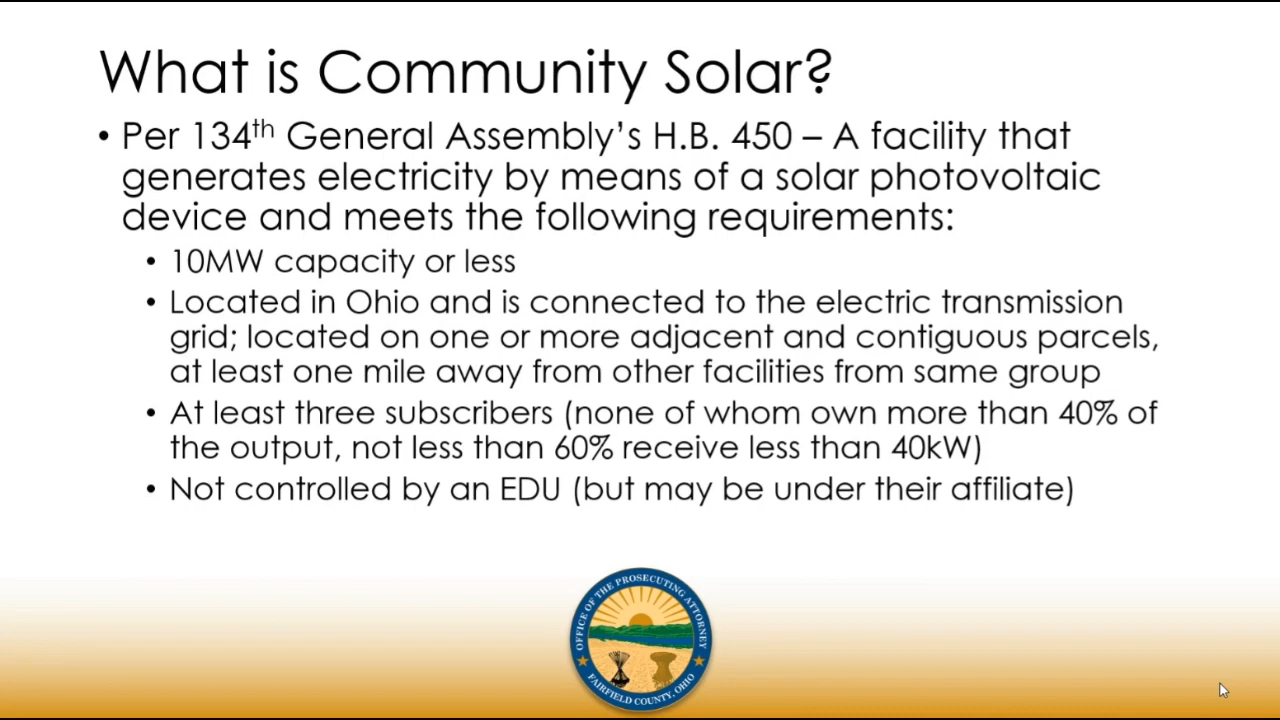 What is Community Solar?
• Per 134th General Assembly’s H.B. 450 – A facility that
generates electricity by means of a solar photovoltaic
device and meets the following requirements:
• 10MW capacity or less
• Located in Ohio and is connected to the electric transmission
grid; located on one or more adjacent and contiguous parcels,
at least one mile away from other facilities from same group
• At least three subscribers (none of whom own more than 40% of
the output, not less than 60% receive less than 40kW)
• Not controlled by an EDU (but may be under their affiliate)
OFFICE OF THE PROSECUTING ATTORNEY
FAIRFIELD COUNTY, OHIO